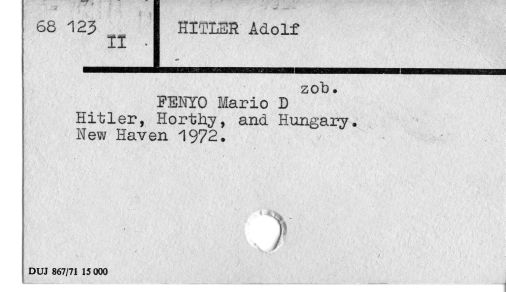 68 123
II
HITLER Adolf
zob.
FENYO Mario D
Hitler, Horthy, and Hungary.
New Haven 1972.
DUJ 867/71 15 000